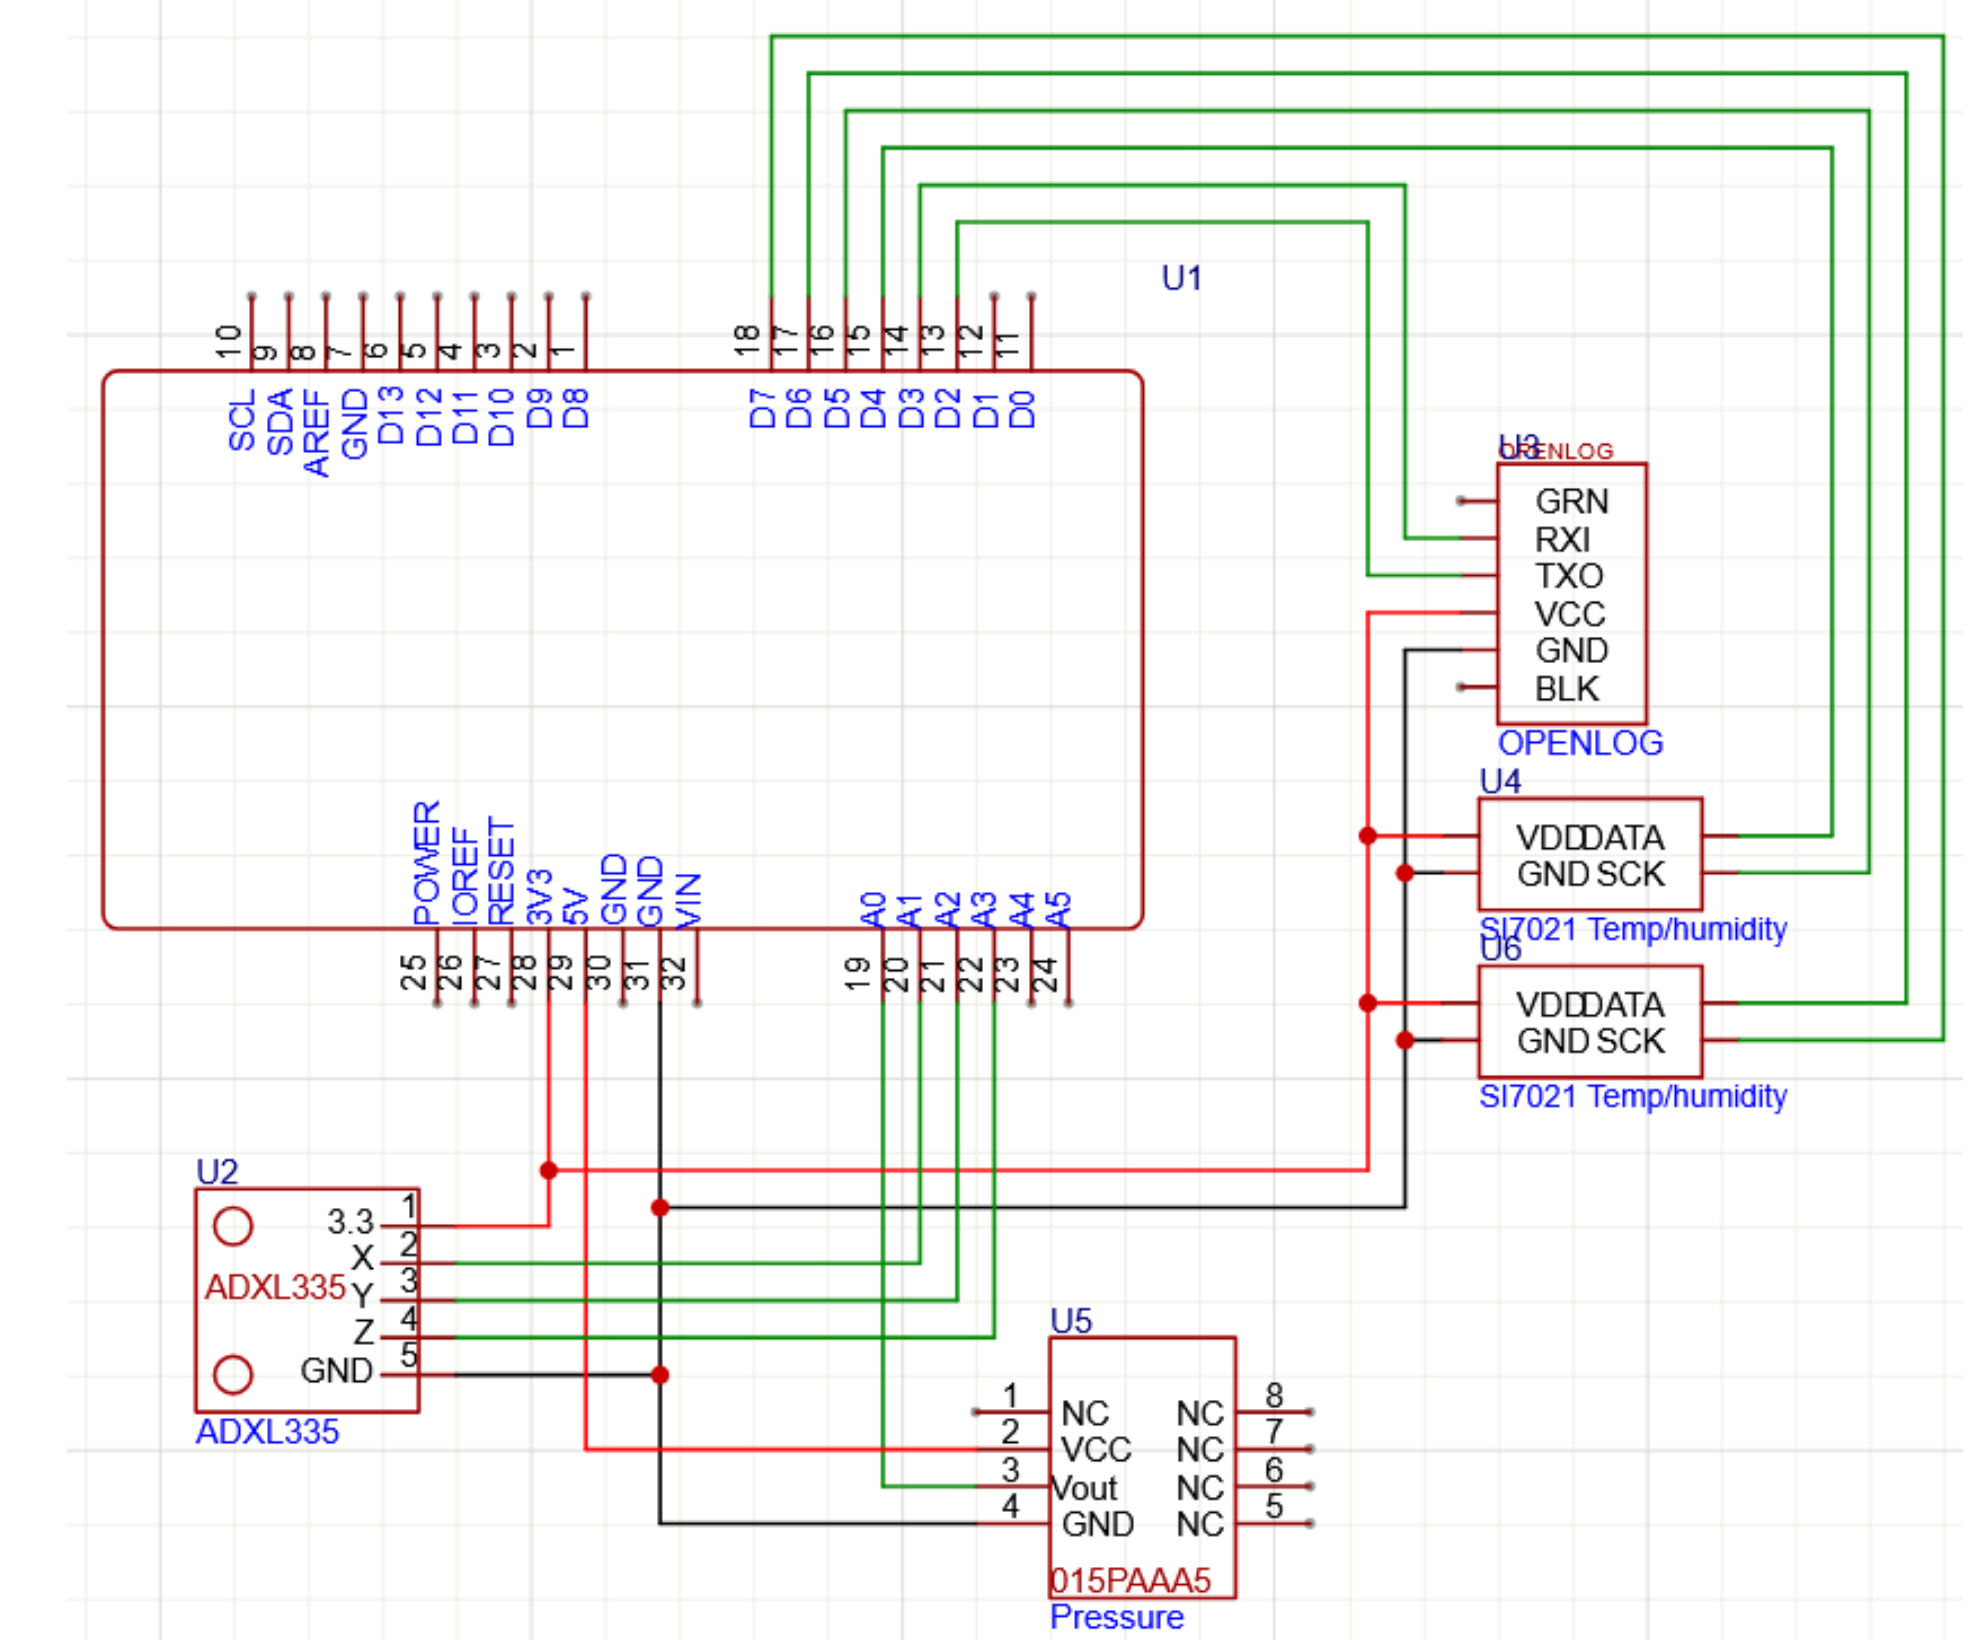 U1
10
9
8
7
6
5
4
3
2
1
18
17
16
15
14
13
12
11
SCL
SDA
AREF
GND
D13
D12
D11
D10
D9
D8
D7
D6
D5
D4
D3
D2
D1
D0
U3
OPENLOG
GRN
RXI
TXO
VCC
GND
BLK
OPENLOG
U4
VDD DATA
GND SCK
SI7021 Temp/humidity
U6
VDD DATA
GND SCK
SI7021 Temp/humidity
POWER
IOREF
RESET
3V3
5V
GND
GND
VIN
A0
A1
A2
A3
A4
A5
25
26
27
28
29
30
31
32
19
20
21
22
23
24
U2
3.3 1
X 2
ADXL335
Y 3
Z 4
GND 5
ADXL335
U5
1 NC NC 8
2 VCC NC 7
3 Vout NC 6
4 GND NC 5
015PAAA5
Pressure